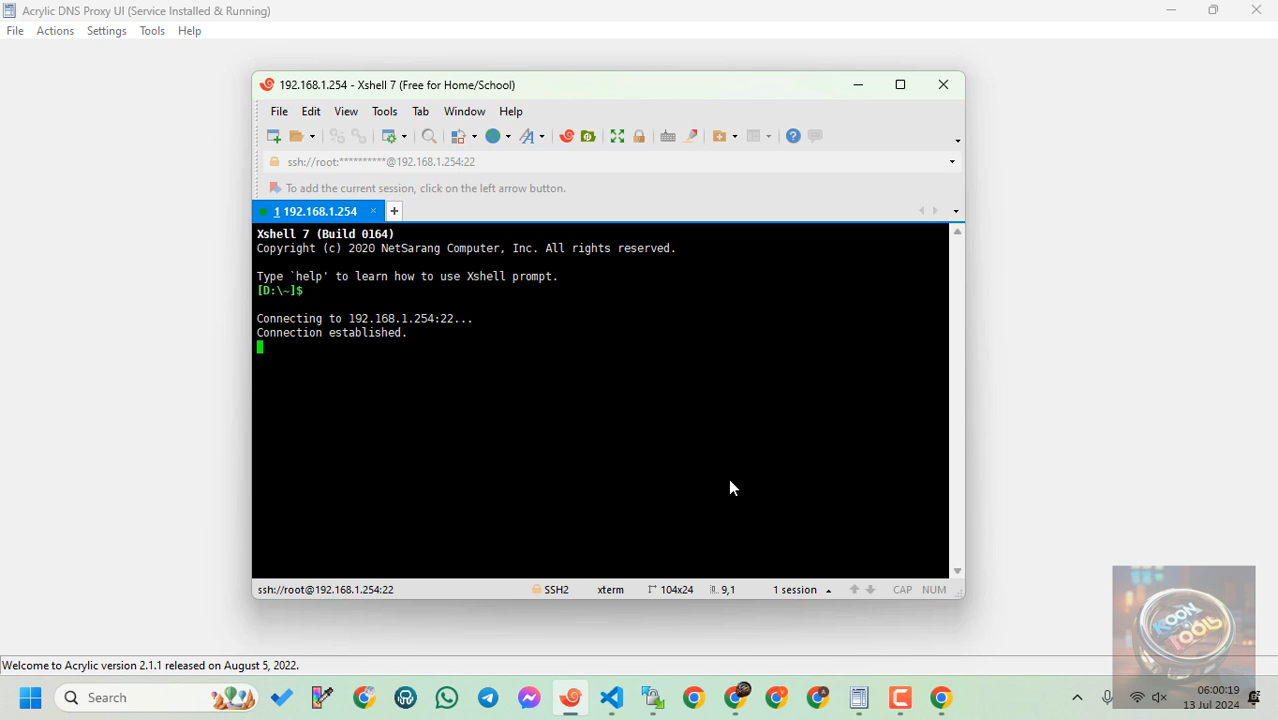 Acrylic DNS Proxy UI (Service Installed & Running)
File Actions Settings Tools Help
192.168.1.254 - Xshell 7 (Free for Home/School)
File Edit View Tools Tab Window Help
ssh://root:**********@192.168.1.254:22
To add the current session, click on the left arrow button.
1 192.168.1.254
Xshell 7 (Build 0164)
Copyright (c) 2020 NetSarang Computer, Inc. All rights reserved.
Type `help' to learn how to use Xshell prompt.
[D:\~]$
Connecting to 192.168.1.254:22...
Connection established.
ssh://root@192.168.1.254:22 SSH2 xterm 104x24 9,1 1 session CAP NUM
KOON
TOOL
Welcome to Acrylic version 2.1.1 released on August 5, 2022.
Search
06:00:19
13 Jul 2024